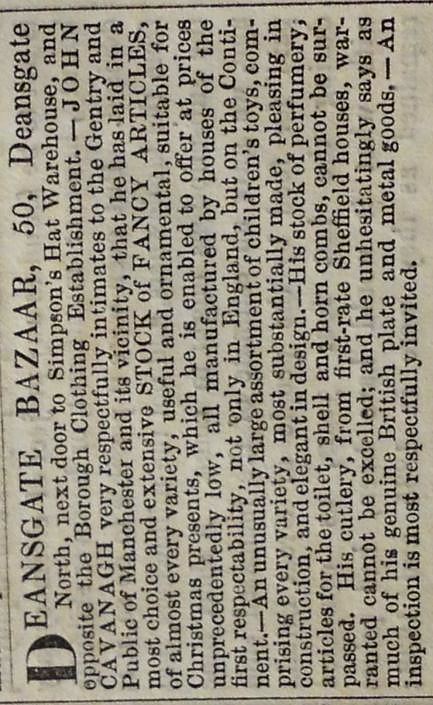 DEANSGATE BAZAAR, 50, Deansgate
North, next door to Simpson's Hat Warehouse, and
opposite the Borough Clothing Establishment.—JOHN
CAVANAGH very respectfully intimates to the Gentry and
Public of Manchester and its vicinity, that he has laid in a
most choice and extensive STOCK of FANCY ARTICLES,
of almost every variety, useful and ornamental, suitable for
Christmas presents, which he is enabled to offer at prices
unprecedentedly low, all manufactured by houses of the
first respectability, not only in England, but on the Conti-
nent.—An unusually large assortment of children's toys, com-
prising every variety, most substantially made, pleasing in
construction, and elegant in design.—His stock of perfumery,
articles for the toilet, shell and horn combs, cannot be sur-
passed. His cutlery, from first-rate Sheffield houses, war-
ranted cannot be excelled; and he unhesitatingly says as
much of his genuine British plate and metal goods.—An
inspection is most respectfully invited.